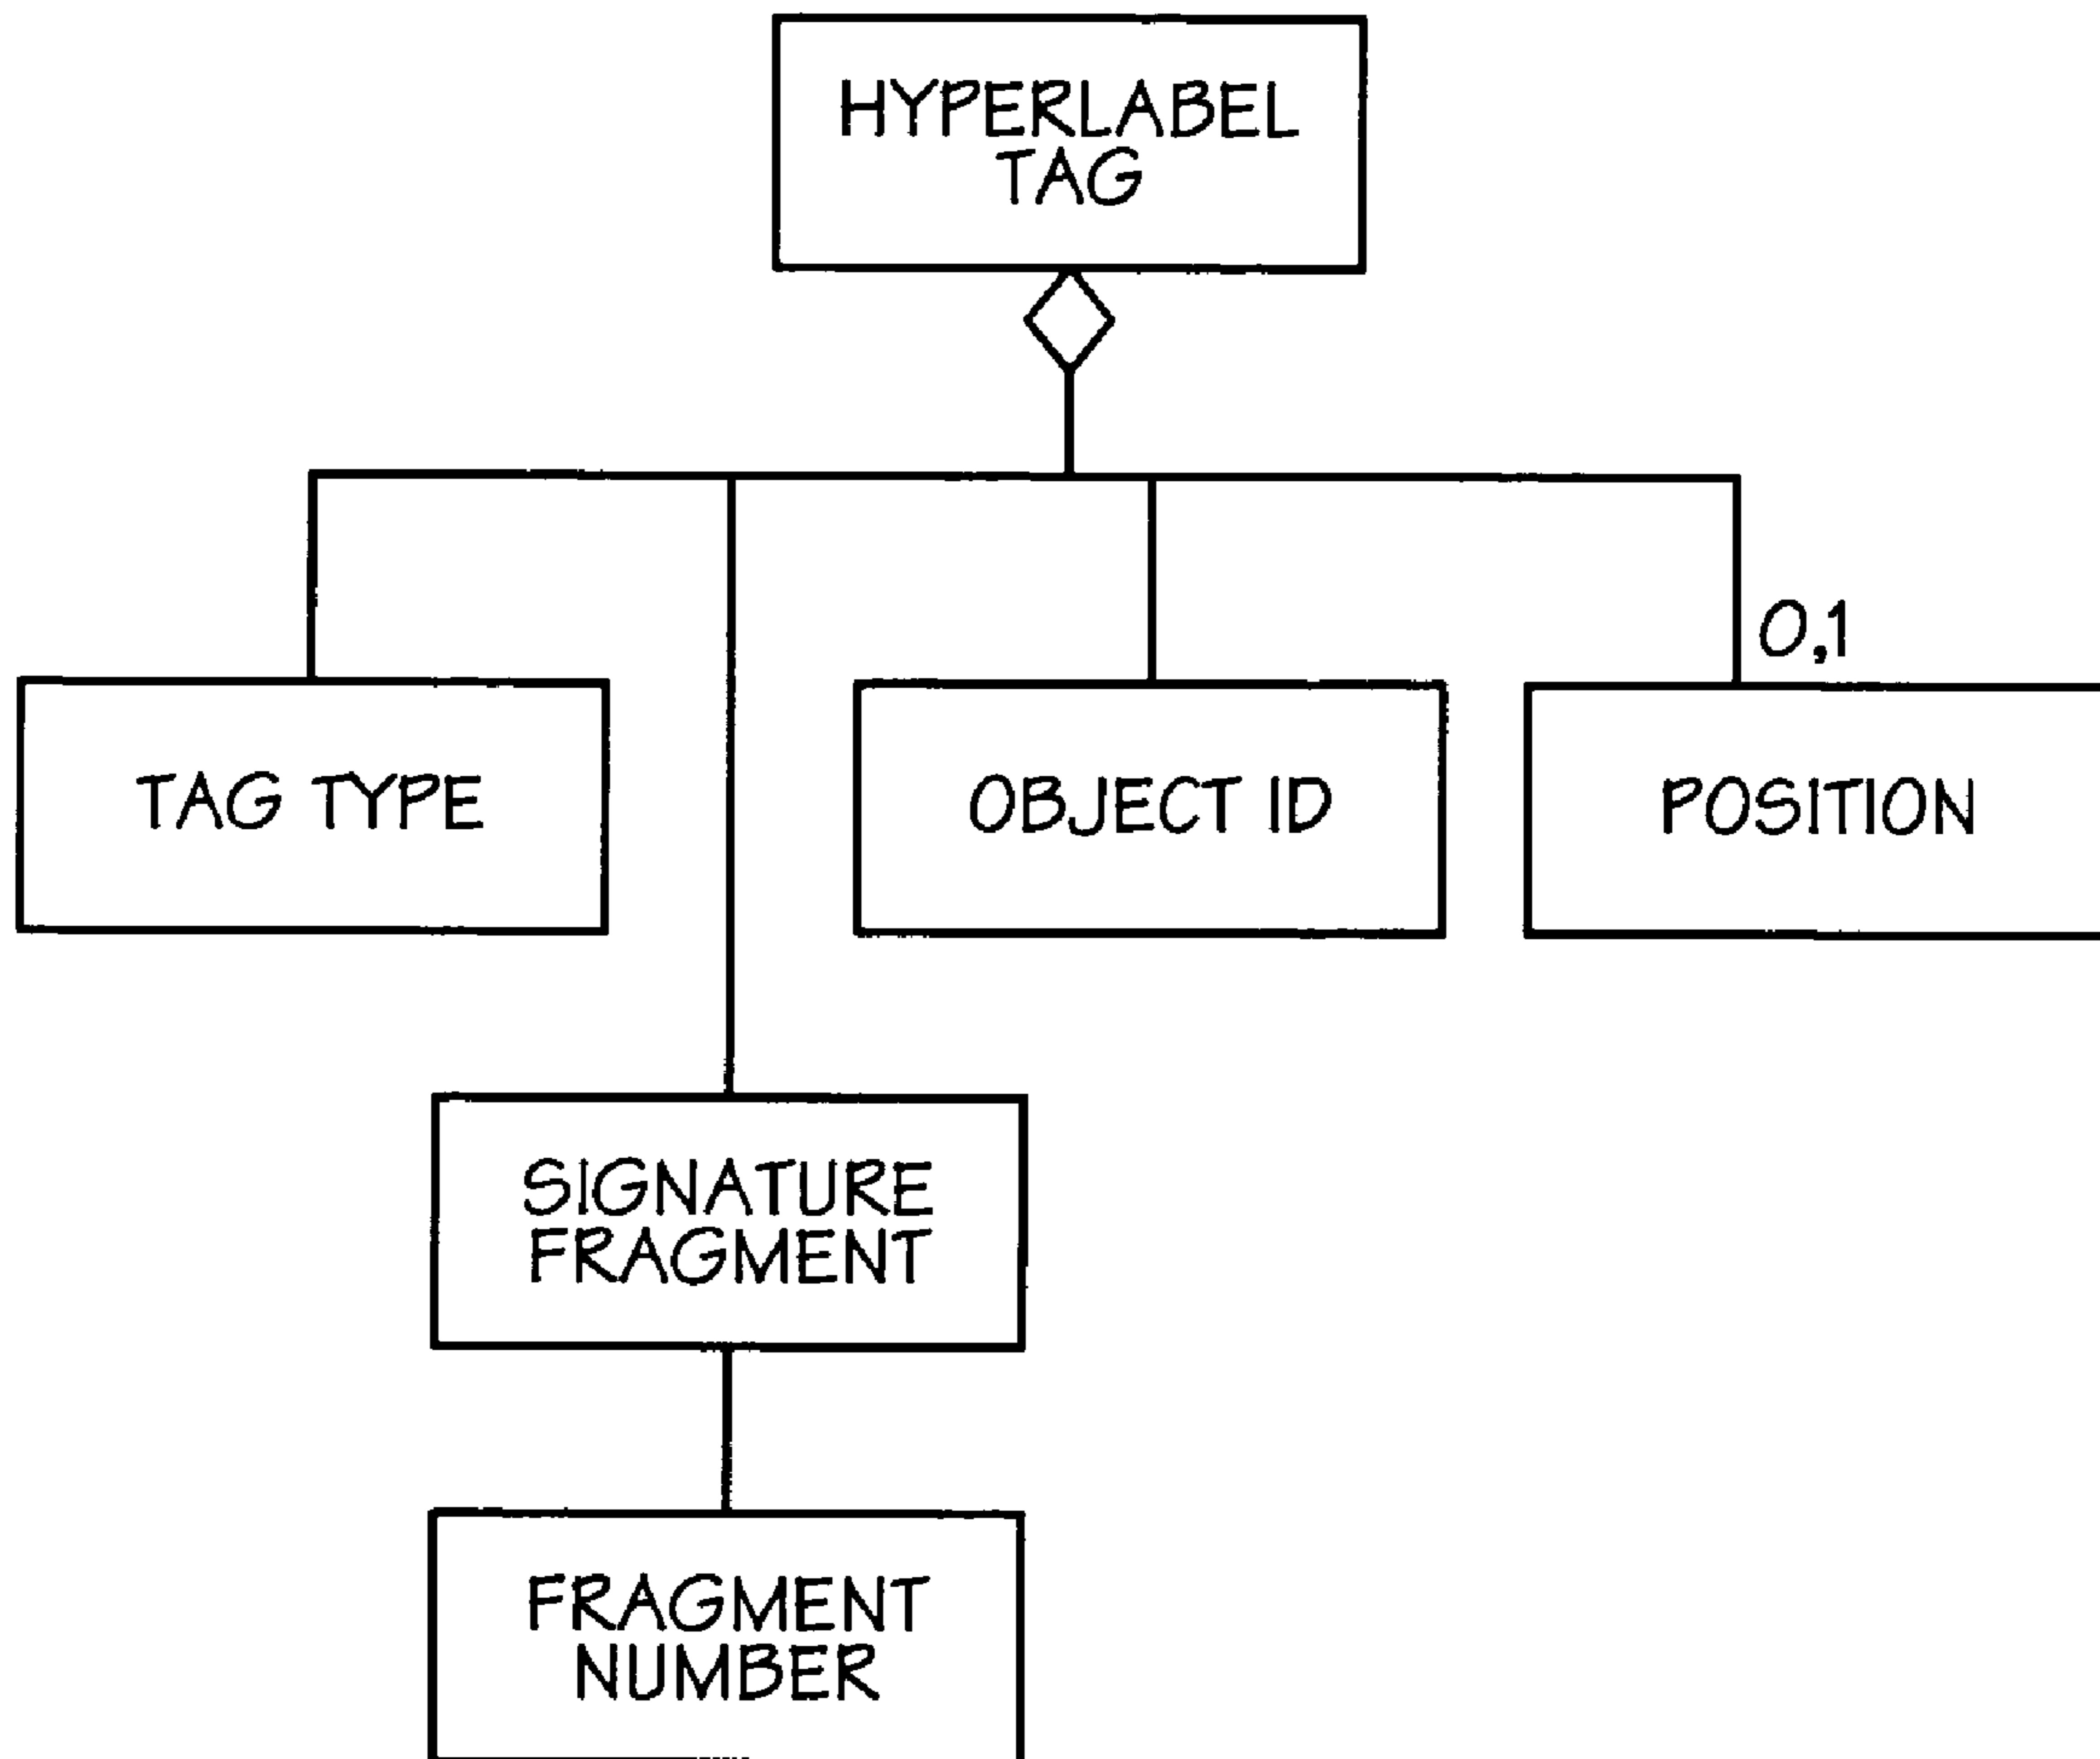 HYPERLABEL
TAG
0,1
TAG TYPE
OBJECT ID
POSITION
SIGNATURE
FRAGMENT
FRAGMENT
NUMBER